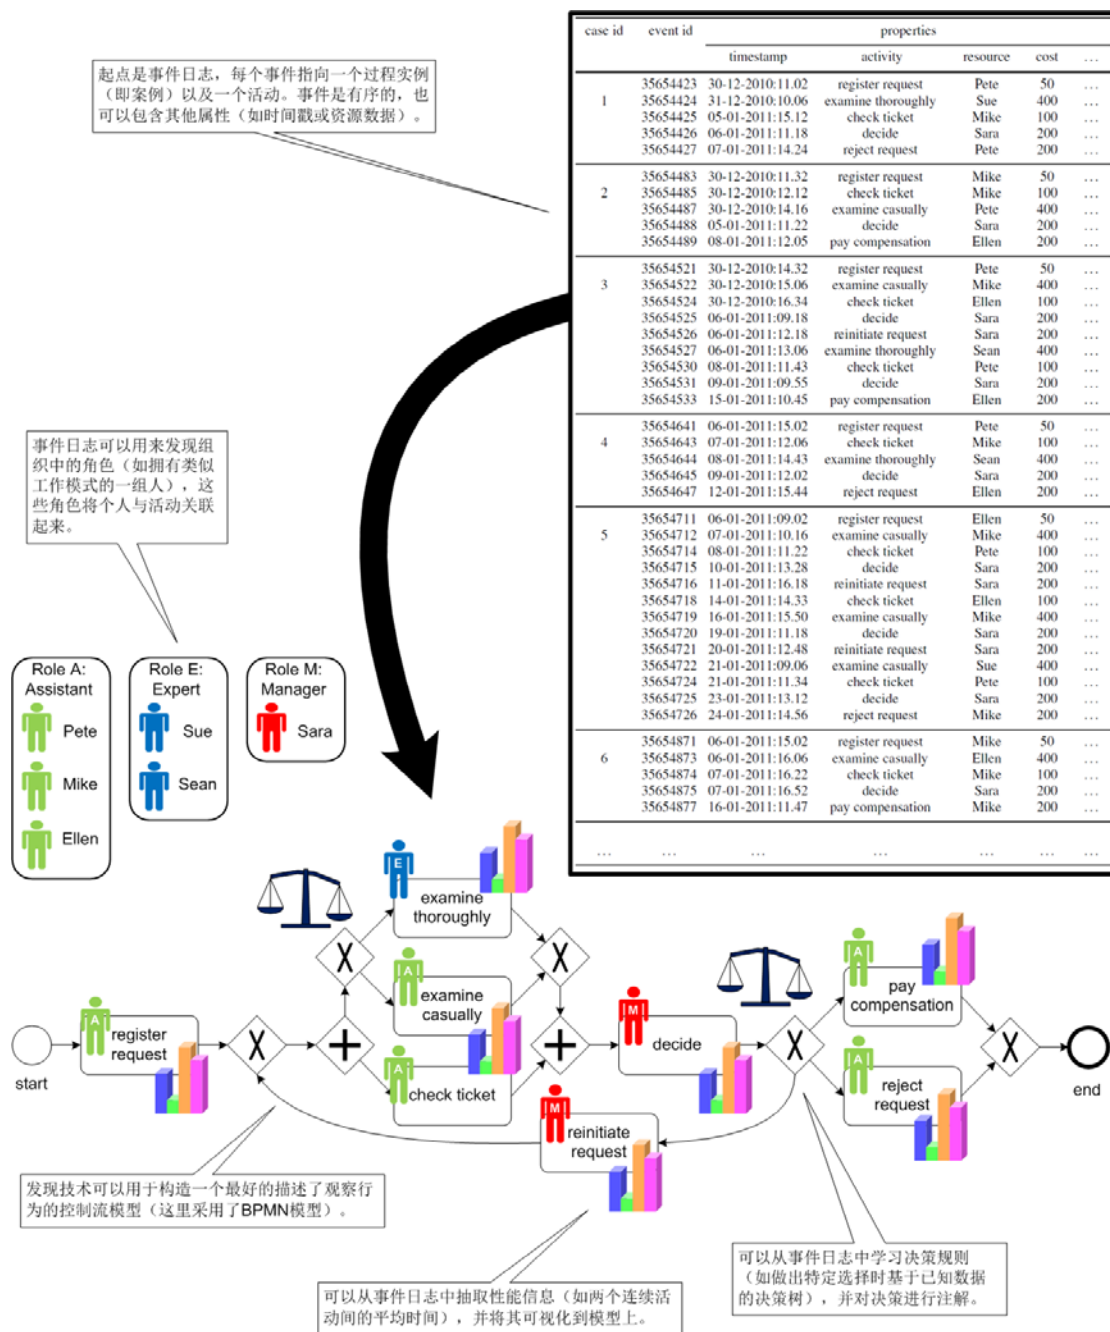 case id event id properties
timestamp activity resource cost …
起点是事件日志，每个事件指向一个过程实例
（即案例）以及一个活动。事件是有序的，也
可以包含其他属性（如时间戳或资源数据）。
35654423 30-12-2010:11.02 register request Pete 50 …
1 35654424 31-12-2010:10.06 examine thoroughly Sue 400 …
35654425 05-01-2011:15.12 check ticket Mike 100 …
35654426 06-01-2011:11.18 decide Sara 200 …
35654427 07-01-2011:14.24 reject request Pete 200 …
35654483 30-12-2010:11.32 register request Mike 50 …
2 35654485 30-12-2010:12.12 check ticket Mike 100 …
35654487 30-12-2010:14.16 examine casually Pete 400 …
35654488 05-01-2011:11.22 decide Sara 200 …
35654489 08-01-2011:12.05 pay compensation Ellen 200 …
35654521 30-12-2010:14.32 register request Pete 50 …
3 35654522 30-12-2010:15.06 examine casually Mike 400 …
35654524 30-12-2010:16.34 check ticket Ellen 100 …
35654525 06-01-2011:09.18 decide Sara 200 …
35654526 06-01-2011:12.18 reinitiate request Sara 200 …
35654527 06-01-2011:13.06 examine thoroughly Sean 400 …
35654530 08-01-2011:11.43 check ticket Pete 100 …
35654531 09-01-2011:09.55 decide Sara 200 …
35654533 15-01-2011:10.45 pay compensation Ellen 200 …
35654641 06-01-2011:15.02 register request Pete 50 …
4 35654643 07-01-2011:12.06 check ticket Mike 100 …
35654644 08-01-2011:14.43 examine thoroughly Sean 400 …
35654645 09-01-2011:12.02 decide Sara 200 …
35654647 12-01-2011:15.44 reject request Ellen 200 …
35654711 06-01-2011:09.02 register request Ellen 50 …
5 35654712 07-01-2011:10.16 examine casually Mike 400 …
35654714 08-01-2011:11.22 check ticket Pete 100 …
35654715 10-01-2011:13.28 decide Sara 200 …
35654716 11-01-2011:16.18 reinitiate request Sara 200 …
35654718 14-01-2011:14.33 check ticket Ellen 100 …
35654719 16-01-2011:15.50 examine casually Mike 400 …
35654720 19-01-2011:11.18 decide Sara 200 …
35654721 20-01-2011:12.48 reinitiate request Sara 200 …
35654722 21-01-2011:09.06 examine casually Sue 400 …
35654724 21-01-2011:11.34 check ticket Pete 100 …
35654725 23-01-2011:13.12 decide Sara 200 …
35654726 24-01-2011:14.56 reject request Mike 200 …
35654871 06-01-2011:15.02 register request Mike 50 …
6 35654873 06-01-2011:16.06 examine casually Ellen 400 …
35654874 07-01-2011:16.22 check ticket Mike 100 …
35654875 07-01-2011:16.52 decide Sara 200 …
35654877 16-01-2011:11.47 pay compensation Mike 200 …
… … … … … … …
事件日志可以用来发现组
织中的角色（如拥有类似
工作模式的一组人），这
些角色将个人与活动关联
起来。
Role A:
Assistant
Pete
Mike
Ellen
Role E:
Expert
Sue
Sean
Role M:
Manager
Sara
start
A
register
request
X
+
X
E
examine
thoroughly
A
examine
casually
A
check ticket
X
+
M
decide
M
reinitiate
request
X
A
pay
compensation
A
reject
request
X
end
发现技术可以用于构造一个最好的描述了观察行
为的控制流模型（这里采用了BPMN模型）。
可以从事件日志中抽取性能信息（如两个连续活
动间的平均时间），并将其可视化到模型上。
可以从事件日志中学习决策规则
（如做出特定选择时基于已知数据
的决策树），并对决策进行注解。